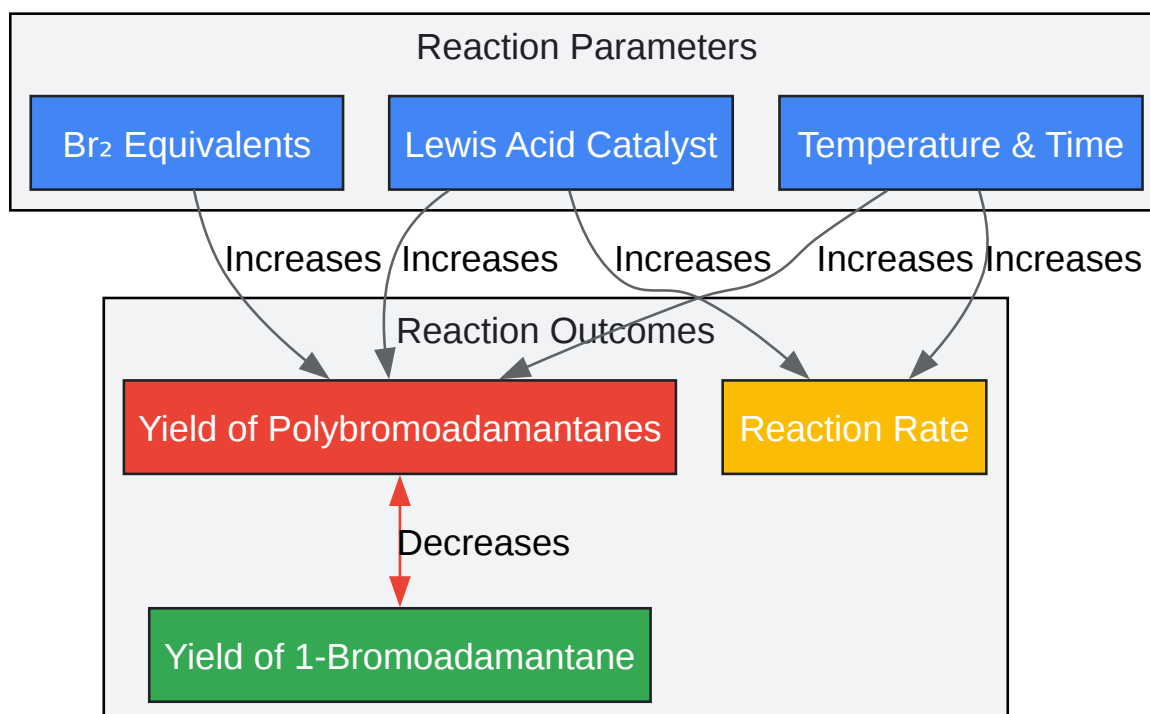 Reaction Parameters
Br₂ Equivalents
Lewis Acid Catalyst
Temperature & Time
Increases
Increases
Increases
Increases
Increases
Reaction Outcomes
Yield of Polybromoadamantanes
Reaction Rate
Decreases
Yield of 1-Bromoadamantane